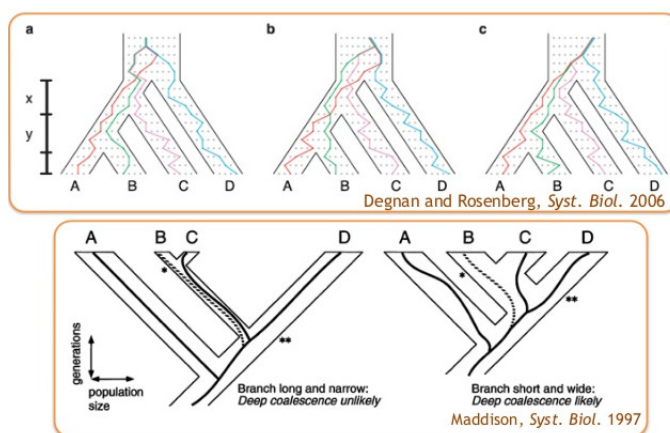 a b c
x
y
A B C D A B C D A B C D
Degnan and Rosenberg, Syst. Biol. 2006
A B C D A B C D
* ** * **
generations
population
size
Branch long and narrow:
Deep coalescence unlikely
Branch short and wide:
Deep coalescence likely
Maddison, Syst. Biol. 1997